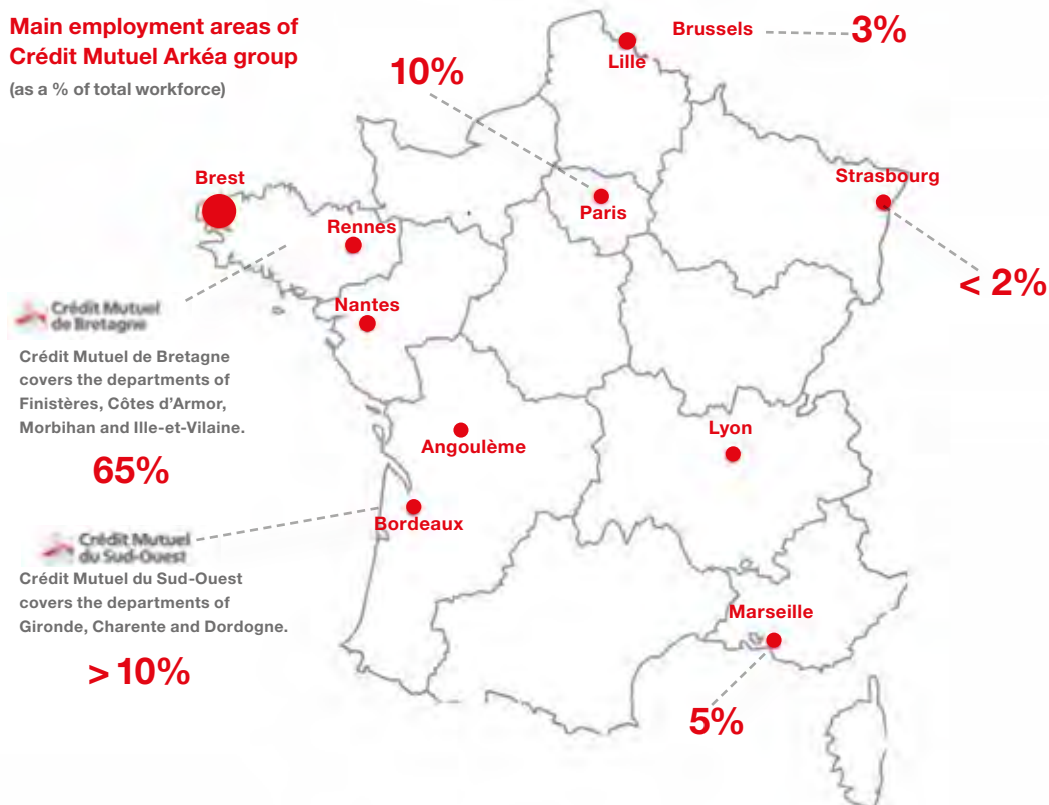 Main employment areas of
Crédit Mutuel Arkéa group
(as a % of total workforce)
Brussels
3%
Lille
10%
Strasbourg
< 2%
Paris
Brest
Rennes
Nantes
Crédit Mutuel
de Bretagne
Crédit Mutuel de Bretagne
covers the departments of
Finistères, Côtes d'Armor,
Morbihan and Ille-et-Vilaine.
65%
Angoulême
Lyon
Bordeaux
Crédit Mutuel
du Sud-Ouest
Crédit Mutuel du Sud-Ouest
covers the departments of
Gironde, Charente and Dordogne.
> 10%
Marseille
5%